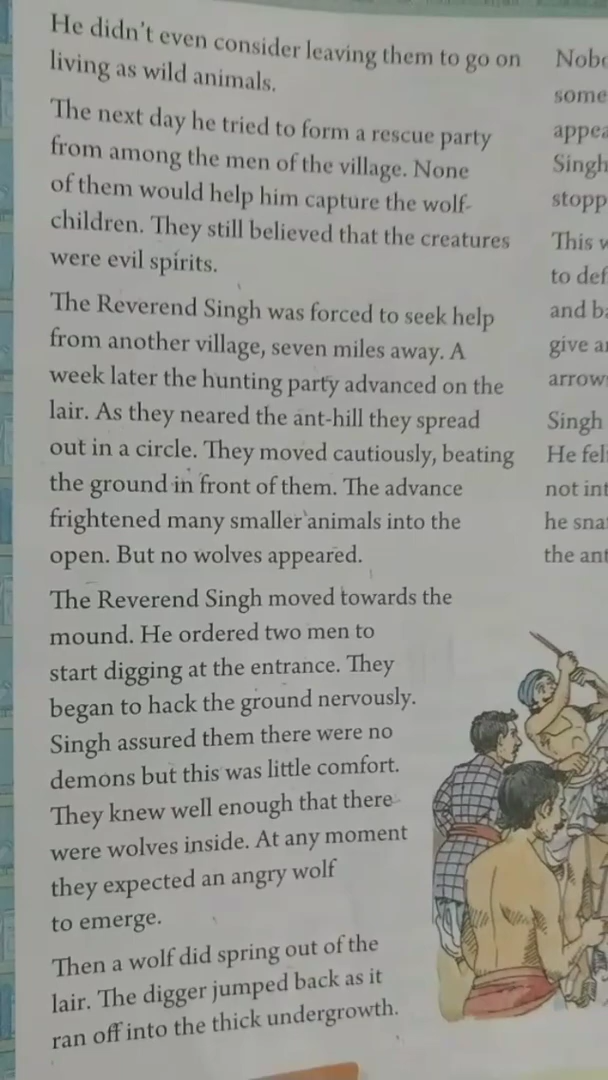 He didn't even consider leaving them to go on
living as wild animals.
The next day he tried to form a rescue party
from among the men of the village. None
of them would help him capture the wolf-
children. They still believed that the creatures
were evil spirits.
The Reverend Singh was forced to seek help
from another village, seven miles away. A
week later the hunting party advanced on the
lair. As they neared the ant-hill they spread
out in a circle. They moved cautiously, beating
the ground in front of them. The advance
frightened many smaller animals into the
open. But no wolves appeared.
The Reverend Singh moved towards the
mound. He ordered two men to
start digging at the entrance. They
began to hack the ground nervously.
Singh assured them there were no
demons but this was little comfort.
They knew well enough that there
were wolves inside. At any moment
they expected an angry wolf
to emerge.
Then a wolf did spring out of the
lair. The digger jumped back as it
ran off into the thick undergrowth.
some
Singh
This
to
and
give
Singh
He
not
he
the